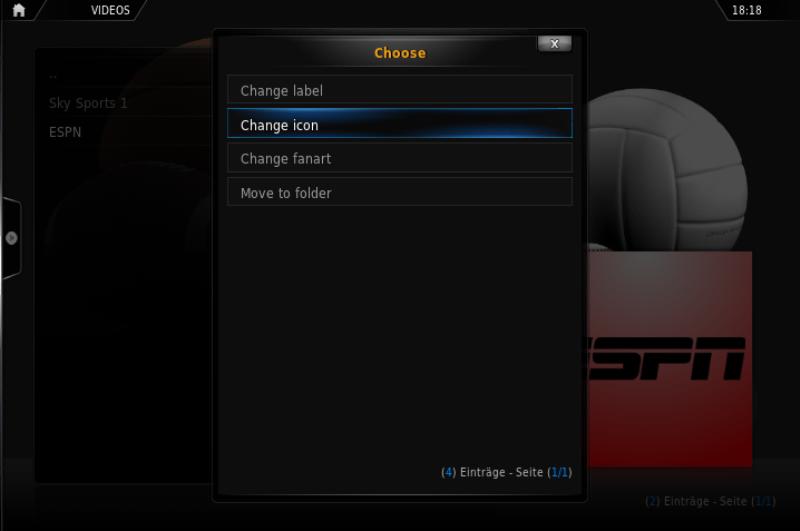 VIDEOS
18:18
Choose
X
..
Sky Sports 1
ESPN
Change label
Change icon
Change fanart
Move to folder
ESPN
(4) Einträge - Seite (1/1)
(2) Einträge - Seite (1/1)